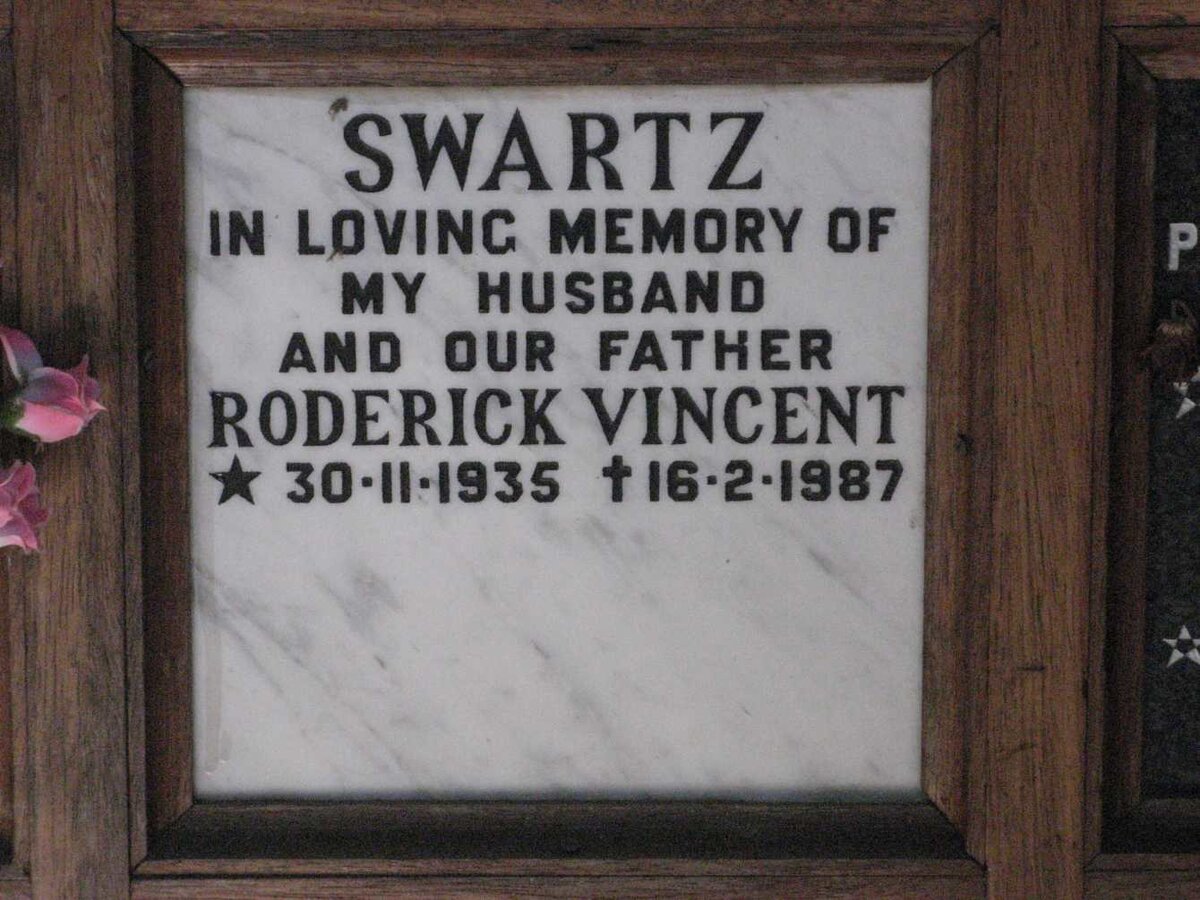 SWARTZ
IN LOVING MEMORY OF
MY HUSBAND
AND OUR FATHER
RODERICK VINCENT
★ 30·11·1935 †16·2·1987
P